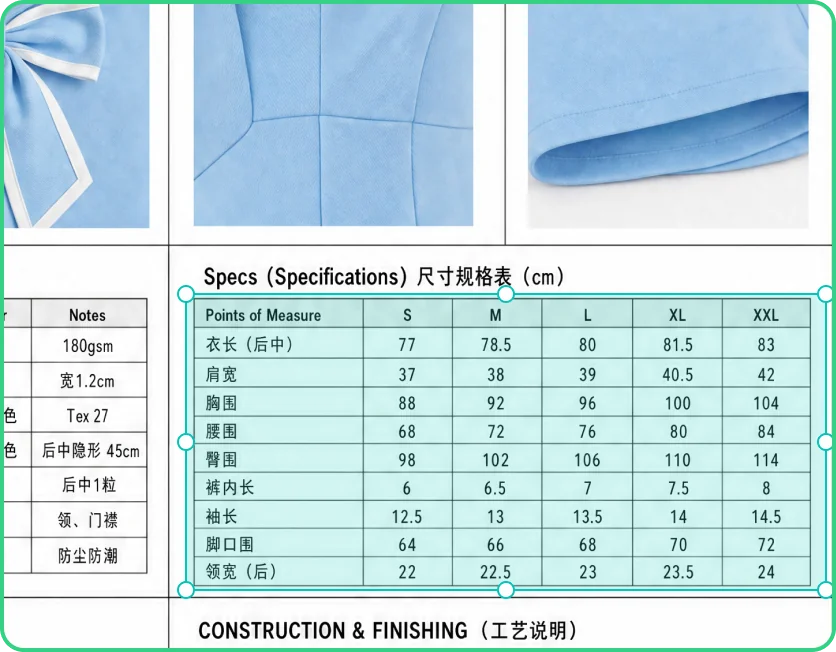 Specs (Specifications) 尺寸规格表 (cm)
Notes
180gsm
宽1.2cm
色 Tex 27
色 后中隐形 45cm
后中1粒
领、门襟
防尘防潮
Points of Measure S M L XL XXL
衣长（后中） 77 78.5 80 81.5 83
肩宽 37 38 39 40.5 42
胸围 88 92 96 100 104
腰围 68 72 76 80 84
臀围 98 102 106 110 114
裤内长 6 6.5 7 7.5 8
袖长 12.5 13 13.5 14 14.5
脚口围 64 66 68 70 72
领宽（后） 22 22.5 23 23.5 24
CONSTRUCTION & FINISHING（工艺说明）